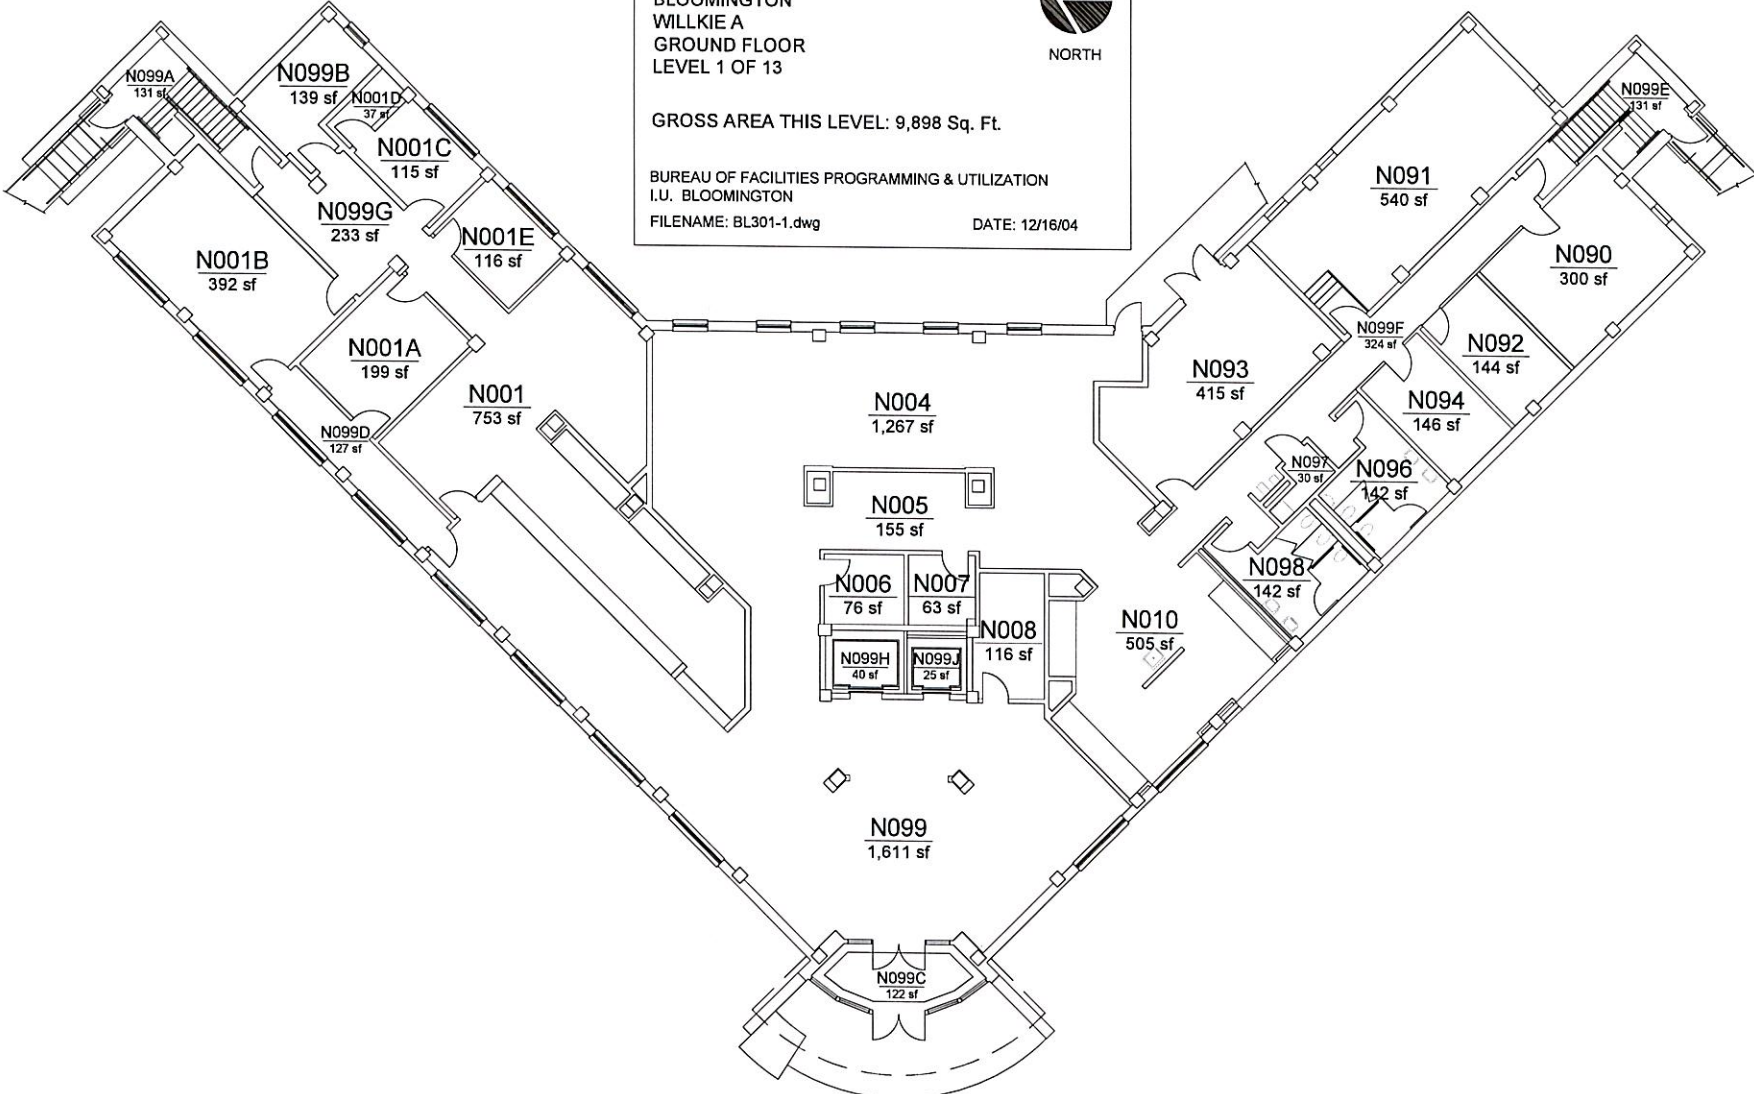 BLOOMINGTON
WILLKIE A
GROUND FLOOR
LEVEL 1 OF 13
NORTH
GROSS AREA THIS LEVEL: 9,898 Sq. Ft.
BUREAU OF FACILITIES PROGRAMMING & UTILIZATION
I.U. BLOOMINGTON
FILENAME: BL301-1.dwg
DATE: 12/16/04
N099A
131 sf
N099B
139 sf
N001D
37 sf
N001C
115 sf
N099G
233 sf
N001E
116 sf
N001B
392 sf
N001A
199 sf
N001
753 sf
N099D
127 sf
N004
1,267 sf
N005
155 sf
N006
76 sf
N007
63 sf
N008
116 sf
N099H
40 sf
N099J
25 sf
N010
505 sf
N099
1,611 sf
N099C
122 sf
N099E
131 sf
N091
540 sf
N090
300 sf
N099F
324 sf
N092
144 sf
N093
415 sf
N094
146 sf
N097
30 sf
N096
142 sf
N098
142 sf